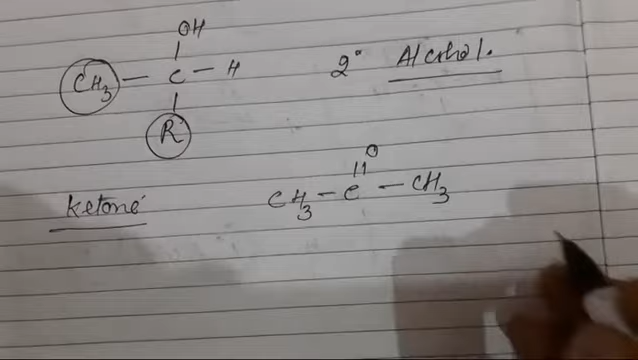 OH
CH3 — C — H 2° Alcohol.
R
O
Ketone CH3 — C — CH3